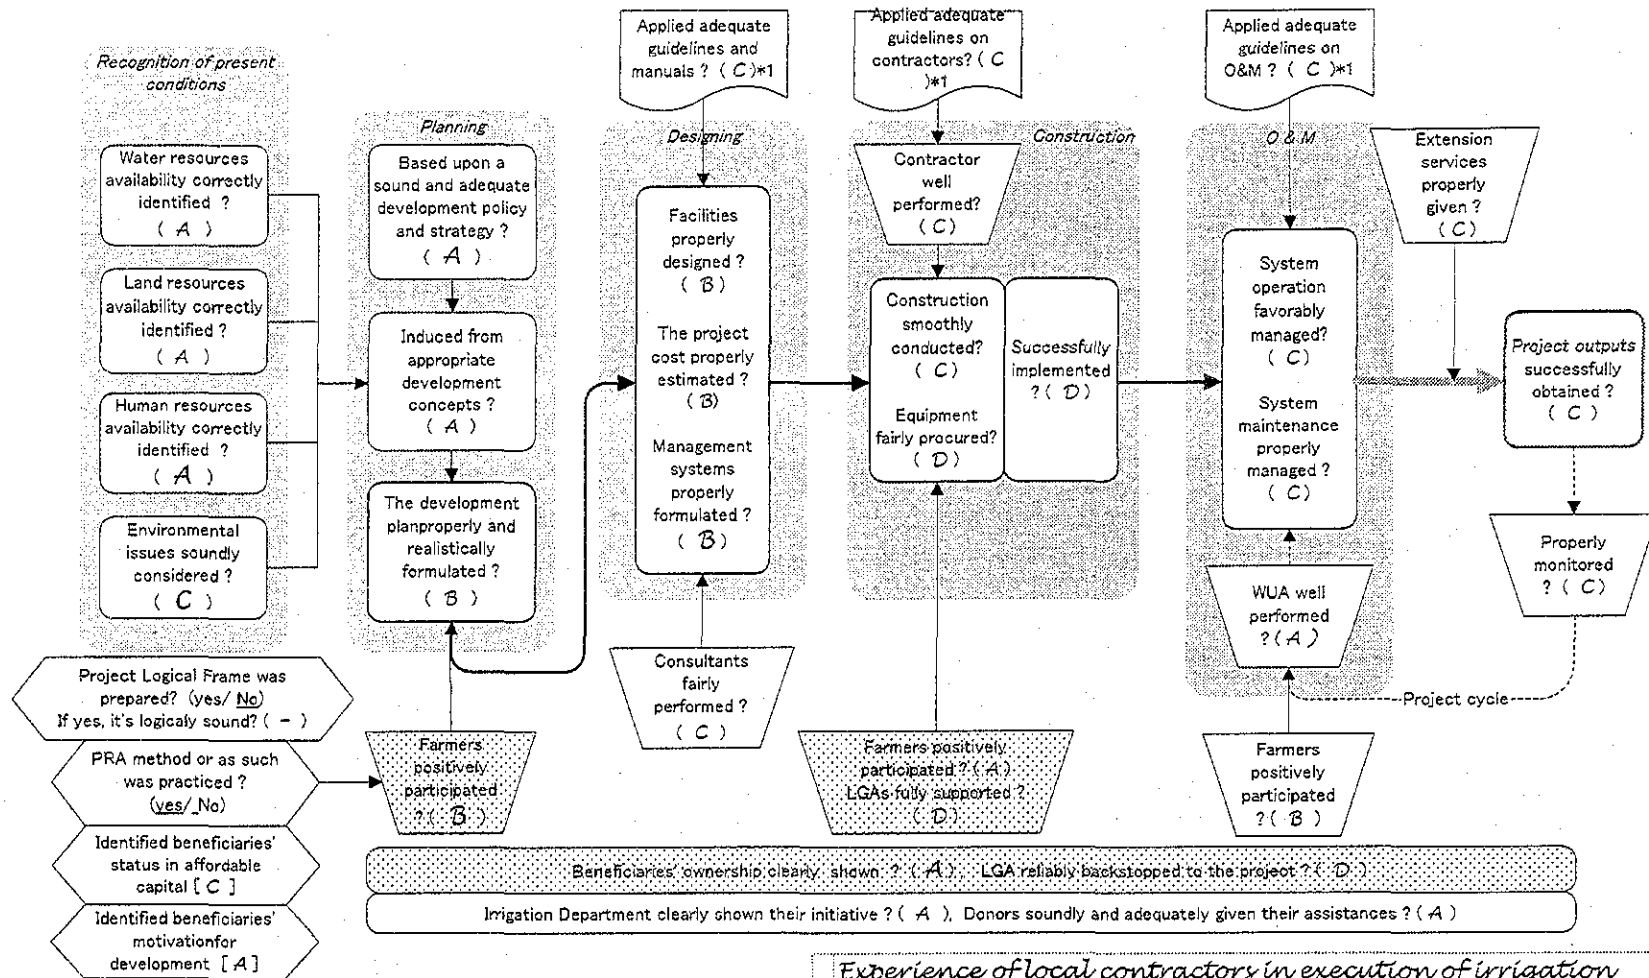 Recognition of present
conditions
Water resources
availability correctly
identified ?
( A )
Land resources
availability correctly
identified ?
( A )
Human resources
availability correctly
identified ?
( A )
Environmental
issues soundly
considered ?
( C )
Planning
Based upon a
sound and adequate
development policy
and strategy ?
( A )
Induced from
appropriate
development
concepts ?
( A )
The development
planproperly and
realistically
formulated ?
( B )
Applied adequate
guidelines and
manuals ? ( C )*1
Designing
Facilities
properly
designed ?
( B )
The project
cost properly
estimated ?
( B )
Management
systems
properly
formulated ?
( B )
Consultants
fairly
performed ?
( C )
Applied adequate
guidelines on
contractors? ( C
)*1
Construction
Contractor
well
performed?
( C )
Construction
smoothly
conducted?
( C )
Equipment
fairly procured?
( D )
Successfully
implemented
? ( D )
Applied adequate
guidelines on
O&M ? ( C )*1
O & M
System
operation
favorably
managed?
( C )
System
maintenance
properly
managed ?
( C )
WUA well
performed
? ( A )
Extension
services
properly
given ?
( C )
Project outputs
successfully
obtained ?
( C )
Properly
monitored
? ( C )
Project cycle
Project Logical Frame was
prepared? (yes/ No)
If yes, it's logicaly sound? ( - )
PRA method or as such
was practiced ?
(yes/ No)
Identified beneficiaries'
status in affordable
capital [ C ]
Identified beneficiaries'
motivationfor
development [ A ]
Farmers
positively
participated
? ( B )
Farmers positively
participated ? ( A )
LGAs fully supported ?
( D )
Farmers
positively
participated
? ( B )
Beneficiaries' ownership clearly shown ? ( A ), LGA reliably backstopped to the project ? ( D )
Irrigation Department clearly shown their initiative ? ( A ), Donors soundly and adequately given their assistances ? ( A )
Experience of local contractors in execution of irrigation